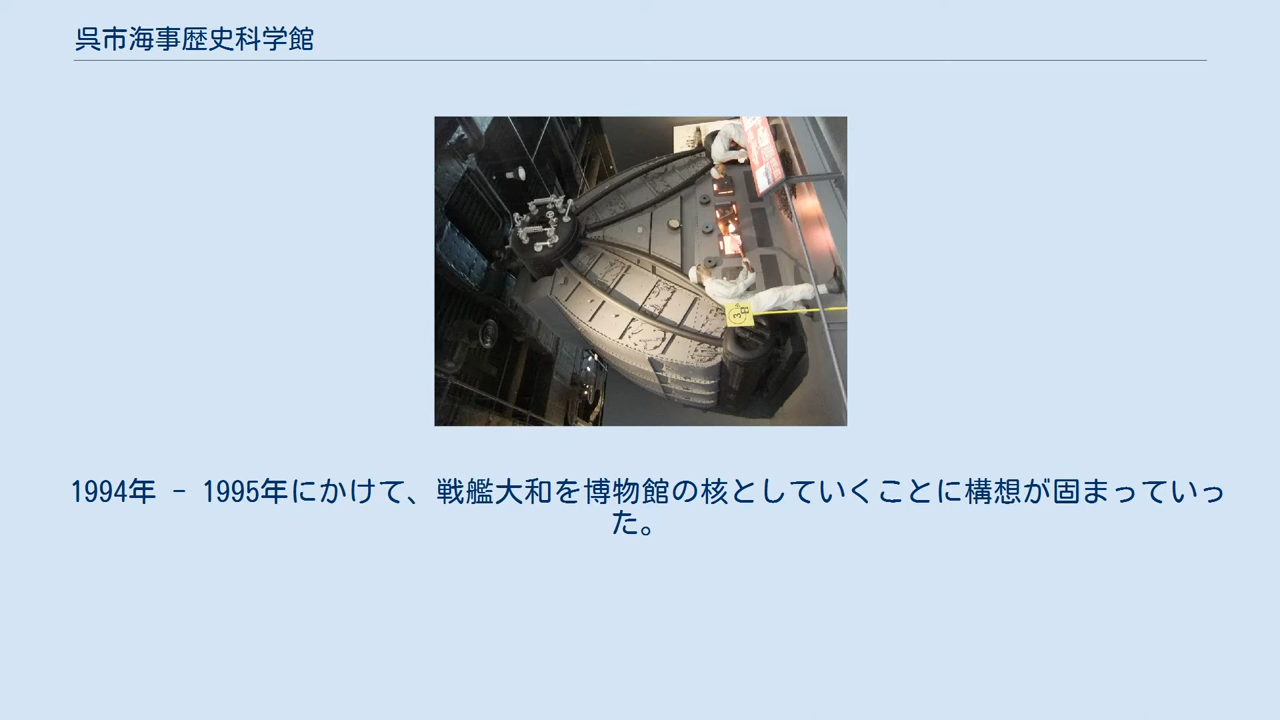 呉市海事歴史科学館
1994年 - 1995年にかけて、戦艦大和を博物館の核としていくことに構想が固まっていっ
た。